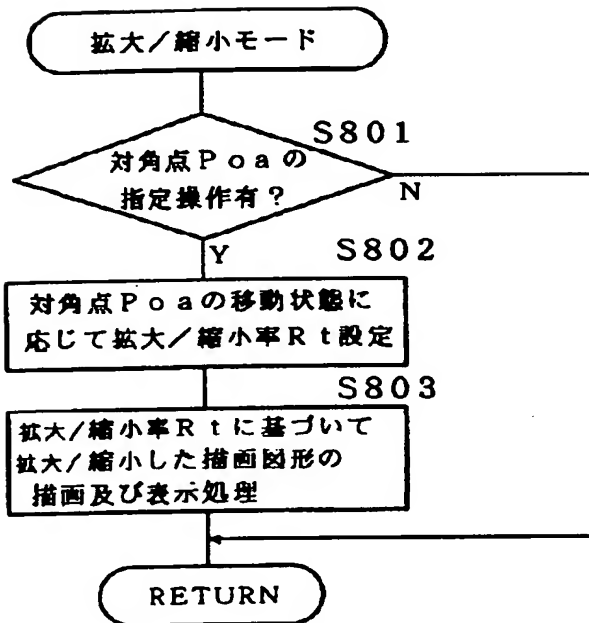 拡大／縮小モード
S801
対角点Poaの
指定操作有？
N
Y
S802
対角点Poaの移動状態に
応じて拡大／縮小率Rt設定
S803
拡大/縮小率Rtに基づいて
拡大/縮小した描画図形の
描画及び表示処理
RETURN